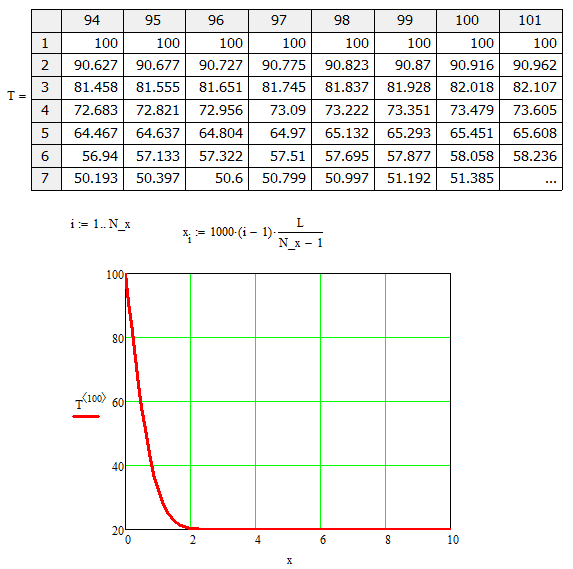 94 95 96 97 98 99 100 101
1 100 100 100 100 100 100 100 100
2 90.627 90.677 90.727 90.775 90.823 90.87 90.916 90.962
3 81.458 81.555 81.651 81.745 81.837 81.928 82.018 82.107
T = 4 72.683 72.821 72.956 73.09 73.222 73.351 73.479 73.605
5 64.467 64.637 64.804 64.97 65.132 65.293 65.451 65.608
6 56.94 57.133 57.322 57.51 57.695 57.877 58.058 58.236
7 50.193 50.397 50.6 50.799 50.997 51.192 51.385 ...
i := 1.. N_x
x_i := 1000·(i − 1)· L / (N_x − 1)
100
80
T⟨100⟩ 60
40
20
0 2 4 6 8 10
x